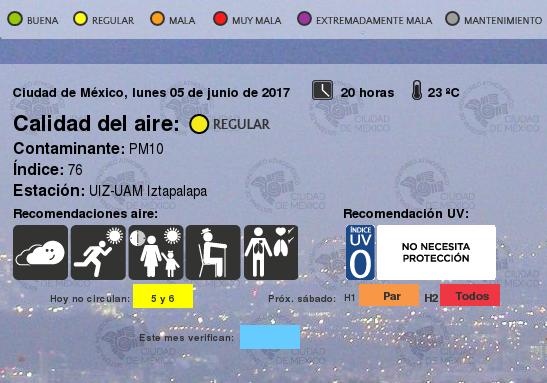 BUENA REGULAR MALA MUY MALA EXTREMADAMENTE MALA MANTENIMIENTO
Ciudad de México, lunes 05 de junio de 2017 20 horas 23 ºC
Calidad del aire: REGULAR
Contaminante: PM10
Índice: 76
Estación: UIZ-UAM Iztapalapa
Recomendaciones aire: Recomendación UV:
ÍNDICE
UV
0
NO NECESITA
PROTECCIÓN
Hoy no circulan: 5 y 6 Próx. sábado: H1 Par H2 Todos
Este mes verifican: